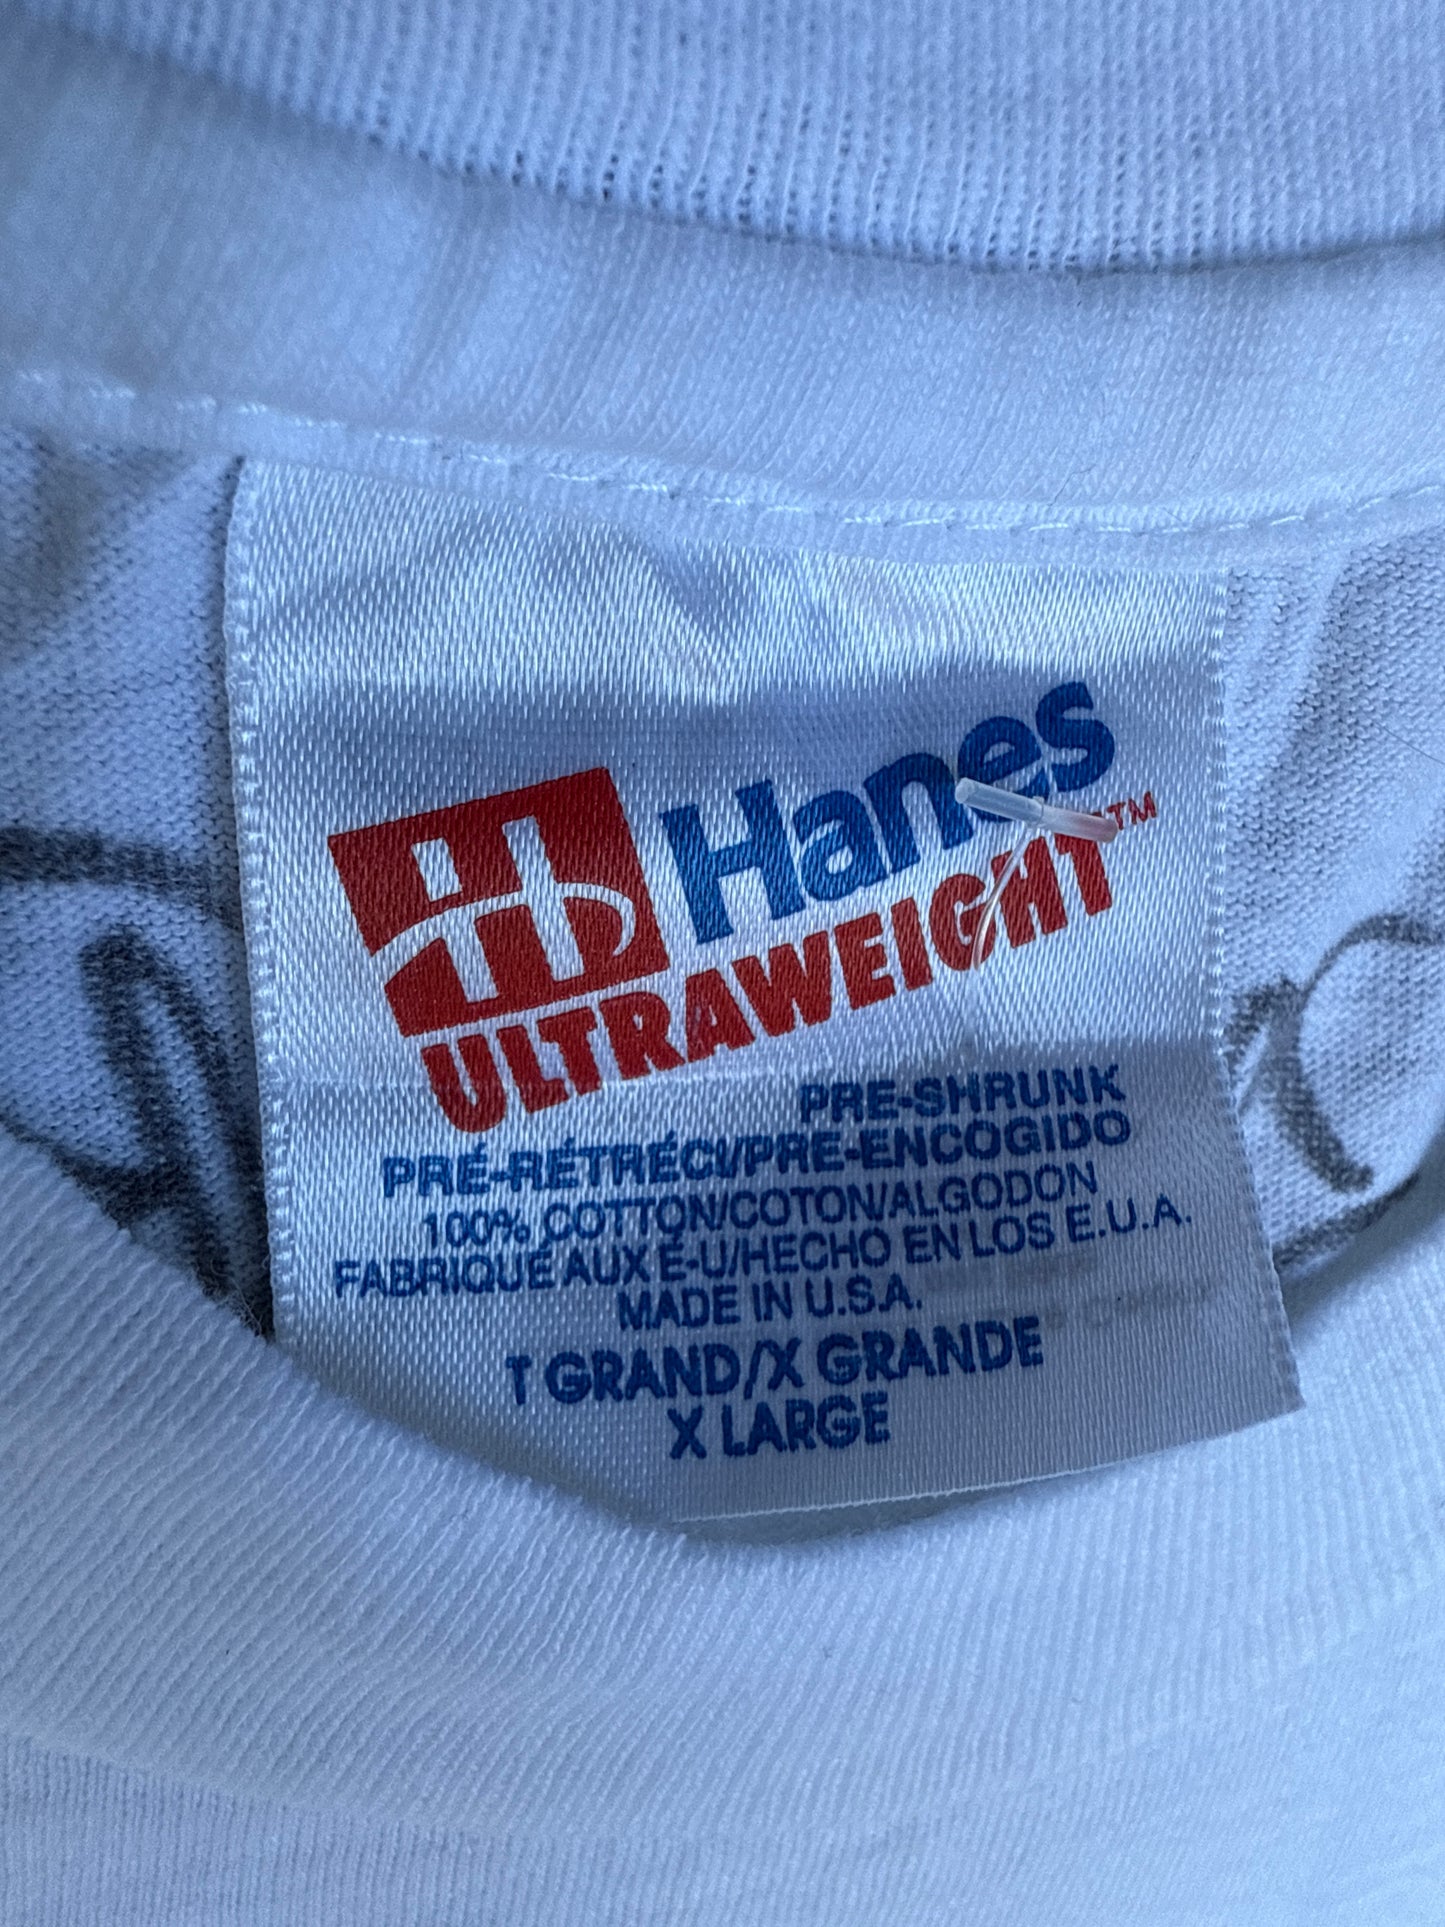 Hanes
ULTRAWEIGHT™
PRE-SHRUNK
PRÉ-RÉTRÉCI/PRE-ENCOGIDO
100% COTTON/COTON/ALGODON
FABRIQUÉ AUX É-U/HECHO EN LOS E.U.A.
MADE IN U.S.A.
T GRAND/X GRANDE
X LARGE